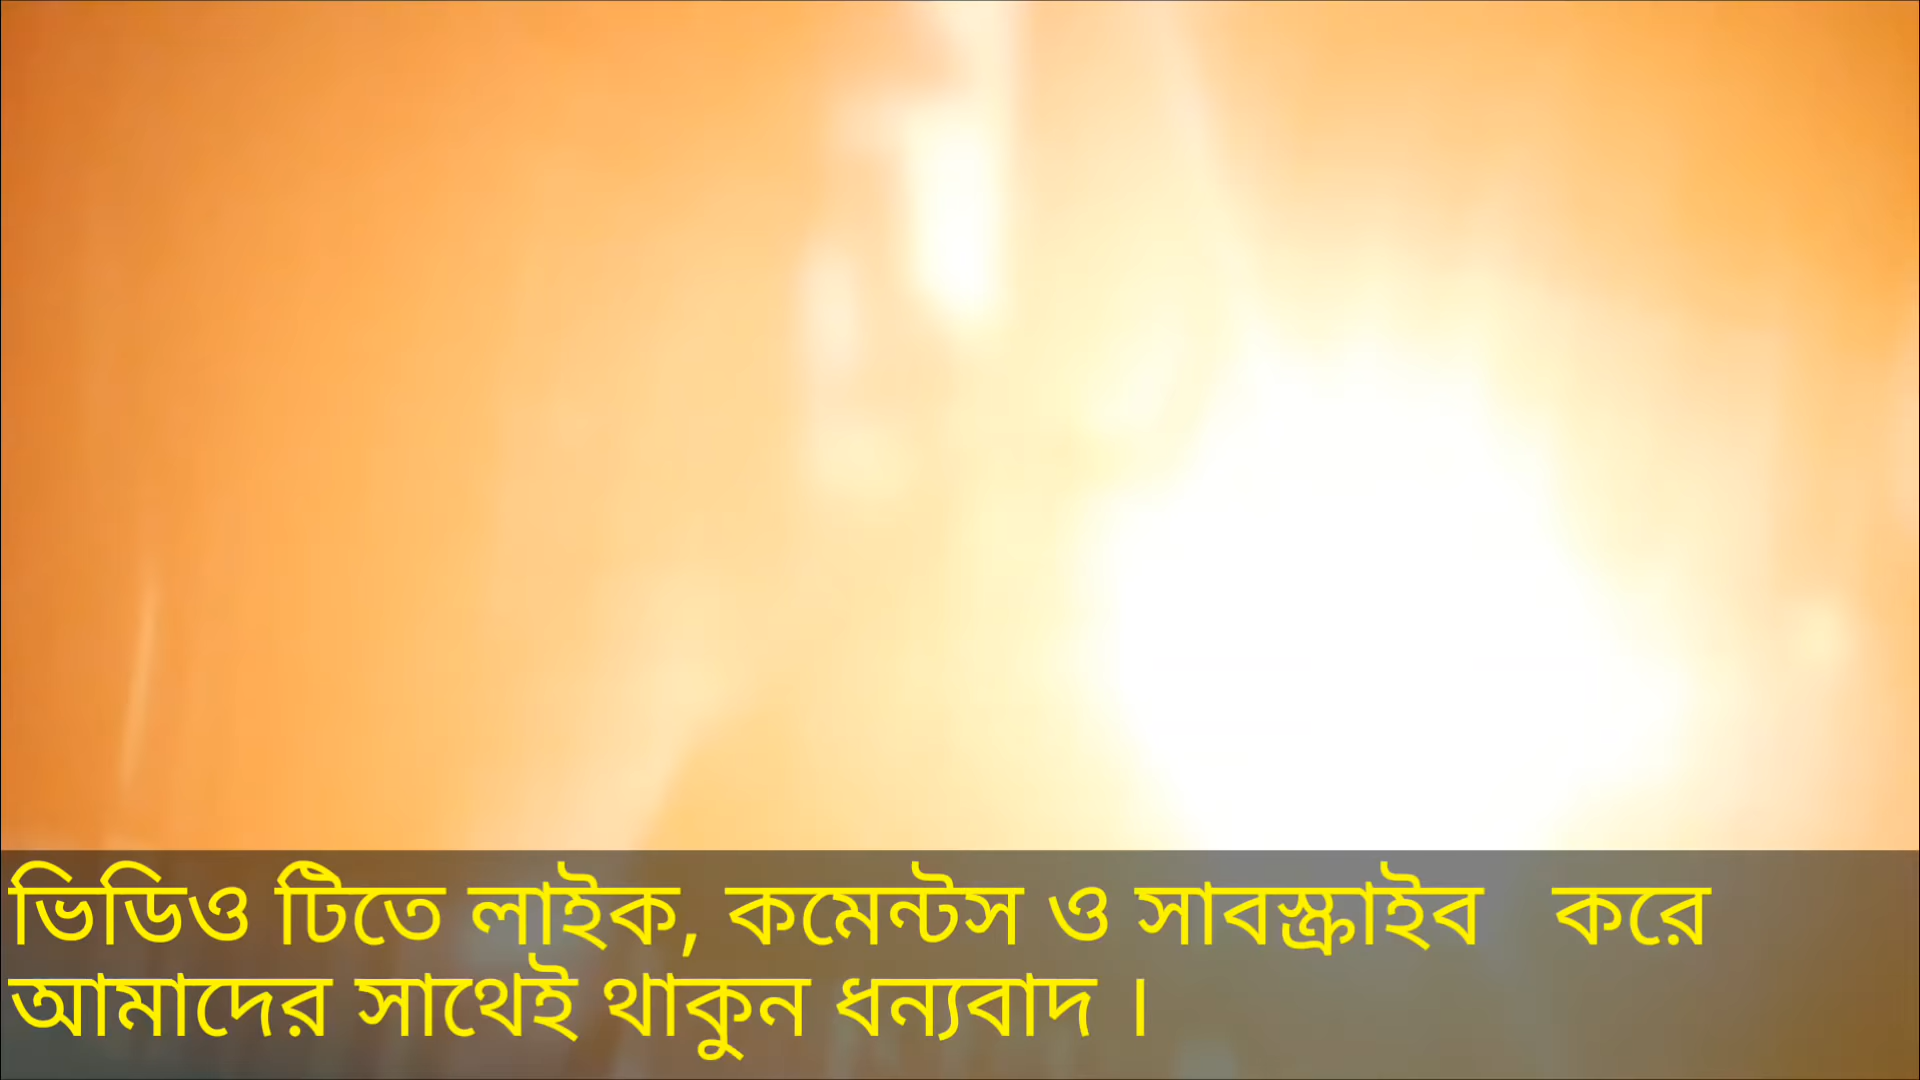 ভিডিও টিতে লাইক, কমেন্টস ও সাবস্ক্রাইব করে
আমাদের সাথেই থাকুন ধন্যবাদ ।